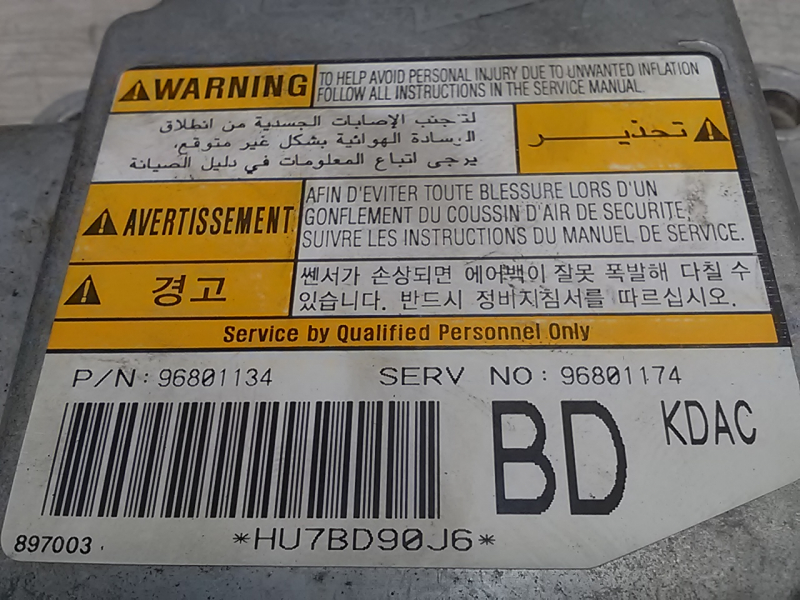 WARNING
TO HELP AVOID PERSONAL INJURY DUE TO UNWANTED INFLATION
FOLLOW ALL INSTRUCTIONS IN THE SERVICE MANUAL.
تحذير
لتجنب الإصابات الجسدية من انطلاق
الوسادة الهوائية بشكل غير متوقع،
يرجى اتباع المعلومات في دليل الصيانة
AVERTISSEMENT
AFIN D'EVITER TOUTE BLESSURE LORS D'UN
GONFLEMENT DU COUSSIN D'AIR DE SECURITE,
SUIVRE LES INSTRUCTIONS DU MANUEL DE SERVICE.
경고
쎈서가 손상되면 에어백이 잘못 폭발해 다칠 수
있습니다. 반드시 정비지침서를 따르십시오.
Service by Qualified Personnel Only
P/N: 96801134
SERV NO: 96801174
BD
KDAC
*HU7BD90J6*
897003